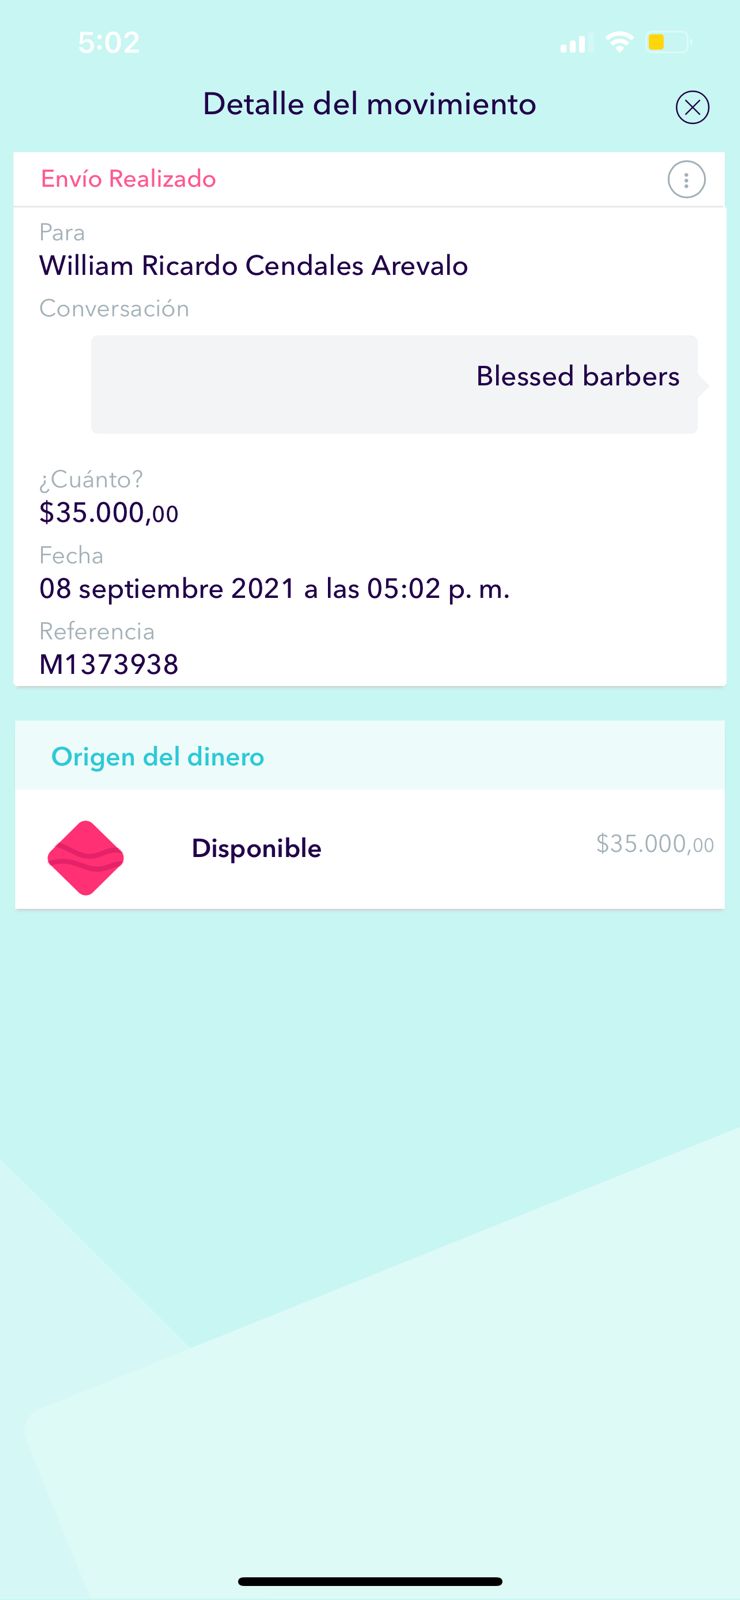 5:02
Detalle del movimiento
Envío Realizado
Para
William Ricardo Cendales Arevalo
Conversación
Blessed barbers
¿Cuánto?
$35.000,00
Fecha
08 septiembre 2021 a las 05:02 p. m.
Referencia
M1373938
Origen del dinero
Disponible $35.000,00